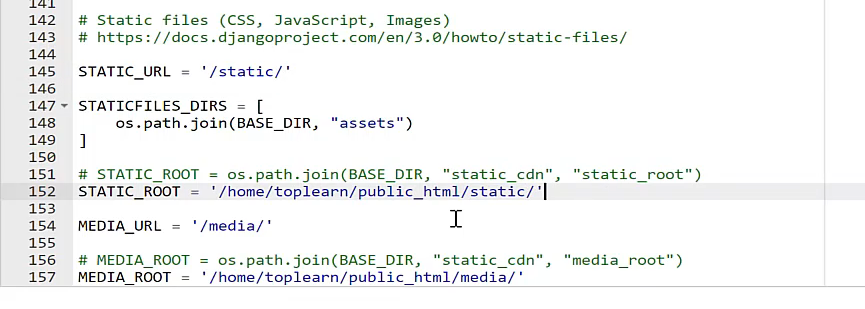 141
142 # Static files (CSS, JavaScript, Images)
143 # https://docs.djangoproject.com/en/3.0/howto/static-files/
144
145 STATIC_URL = '/static/'
146
147 STATICFILES_DIRS = [
148     os.path.join(BASE_DIR, "assets")
149 ]
150
151 # STATIC_ROOT = os.path.join(BASE_DIR, "static_cdn", "static_root")
152 STATIC_ROOT = '/home/toplearn/public_html/static/'
153
154 MEDIA_URL = '/media/'
155
156 # MEDIA_ROOT = os.path.join(BASE_DIR, "static_cdn", "media_root")
157 MEDIA_ROOT = '/home/toplearn/public_html/media/'